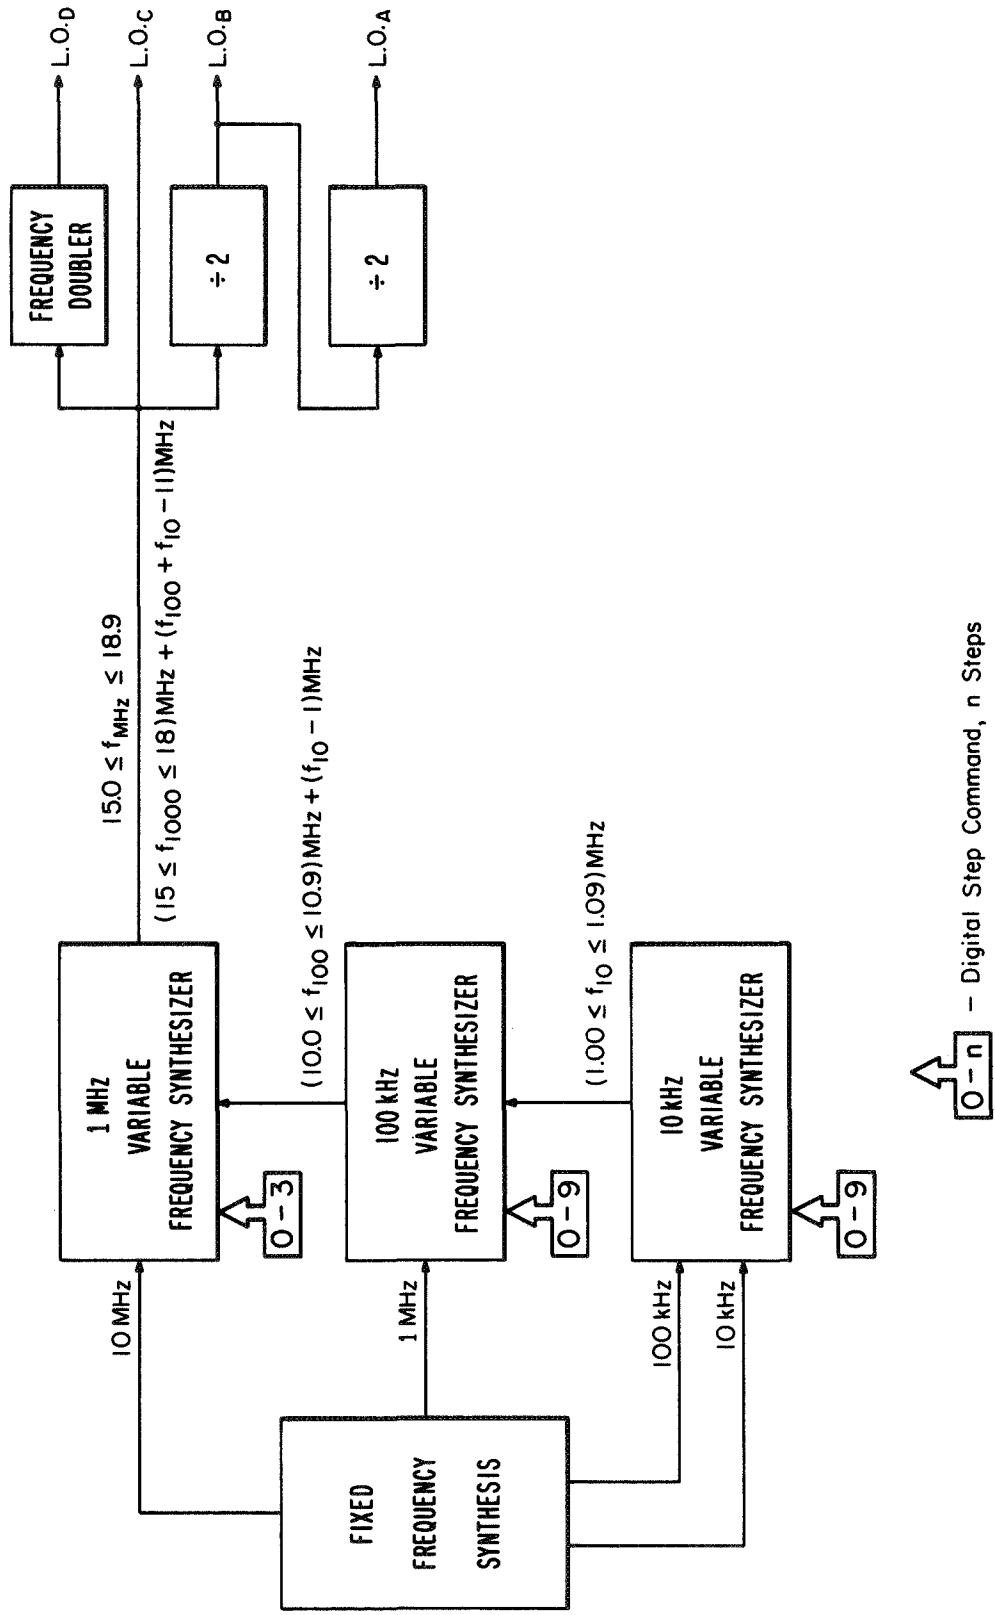 FIXED
FREQUENCY
SYNTHESIS
10 MHz
1 MHz
100 kHz
10 kHz
1 MHz
VARIABLE
FREQUENCY SYNTHESIZER
0 – 3
100 kHz
VARIABLE
FREQUENCY SYNTHESIZER
0 – 9
10 kHz
VARIABLE
FREQUENCY SYNTHESIZER
0 – 9
15.0 ≤ fMHz ≤ 18.9
(15 ≤ f1000 ≤ 18)MHz + (f100 + f10 – 11)MHz
(10.0 ≤ f100 ≤ 10.9)MHz + (f10 – 1)MHz
(1.00 ≤ f10 ≤ 1.09)MHz
FREQUENCY
DOUBLER
÷ 2
÷ 2
L.O.D
L.O.C
L.O.B
L.O.A
0 – n – Digital Step Command, n Steps